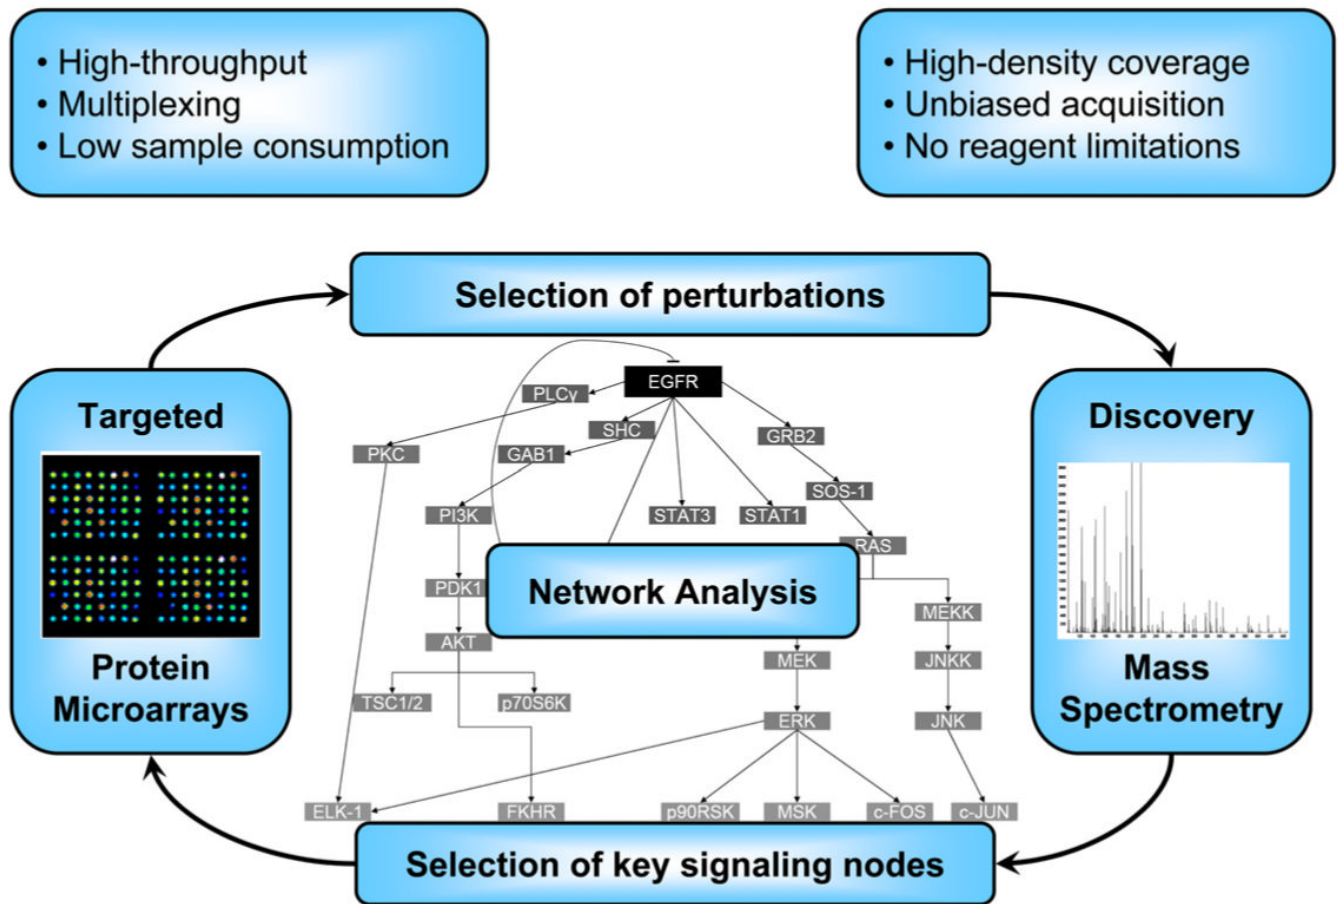 • High-throughput
• Multiplexing
• Low sample consumption
• High-density coverage
• Unbiased acquisition
• No reagent limitations
Selection of perturbations
Targeted
Protein
Microarrays
EGFR
PLCγ
SHC
GRB2
PKC
GAB1
SOS-1
PI3K
STAT3
STAT1
RAS
PDK1
Network Analysis
MEKK
AKT
MEK
JNKK
TSC1/2
p70S6K
ERK
JNK
ELK-1
FKHR
p90RSK
MSK
c-FOS
c-JUN
Discovery
Mass
Spectrometry
Selection of key signaling nodes